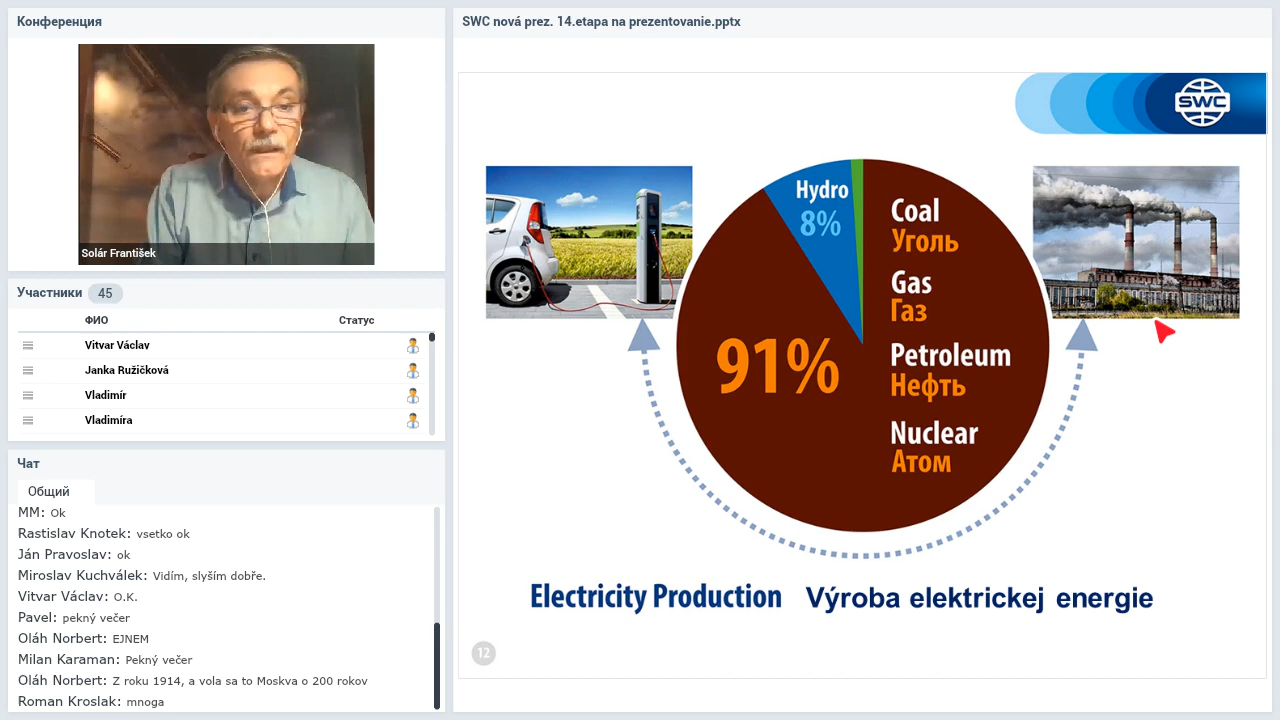 Конференция
Solár František
Участники 45
ФИО Статус
Vitvar Václav
Janka Ružičková
Vladimír
Vladimíra
Чат
Общий
MM: Ok
Rastislav Knotek: vsetko ok
Ján Pravoslav: ok
Miroslav Kuchválek: Vidím, slyším dobře.
Vitvar Václav: O.K.
Pavel: pekný večer
Oláh Norbert: EJNEM
Milan Karaman: Pekný večer
Oláh Norbert: Z roku 1914, a vola sa to Moskva o 200 rokov
Roman Kroslak: mnoga
SWC nová prez. 14.etapa na prezentovanie.pptx
SWC
Hydro
8%
91%
Coal
Уголь
Gas
Газ
Petroleum
Нефть
Nuclear
Атом
Electricity Production Výroba elektrickej energie
12